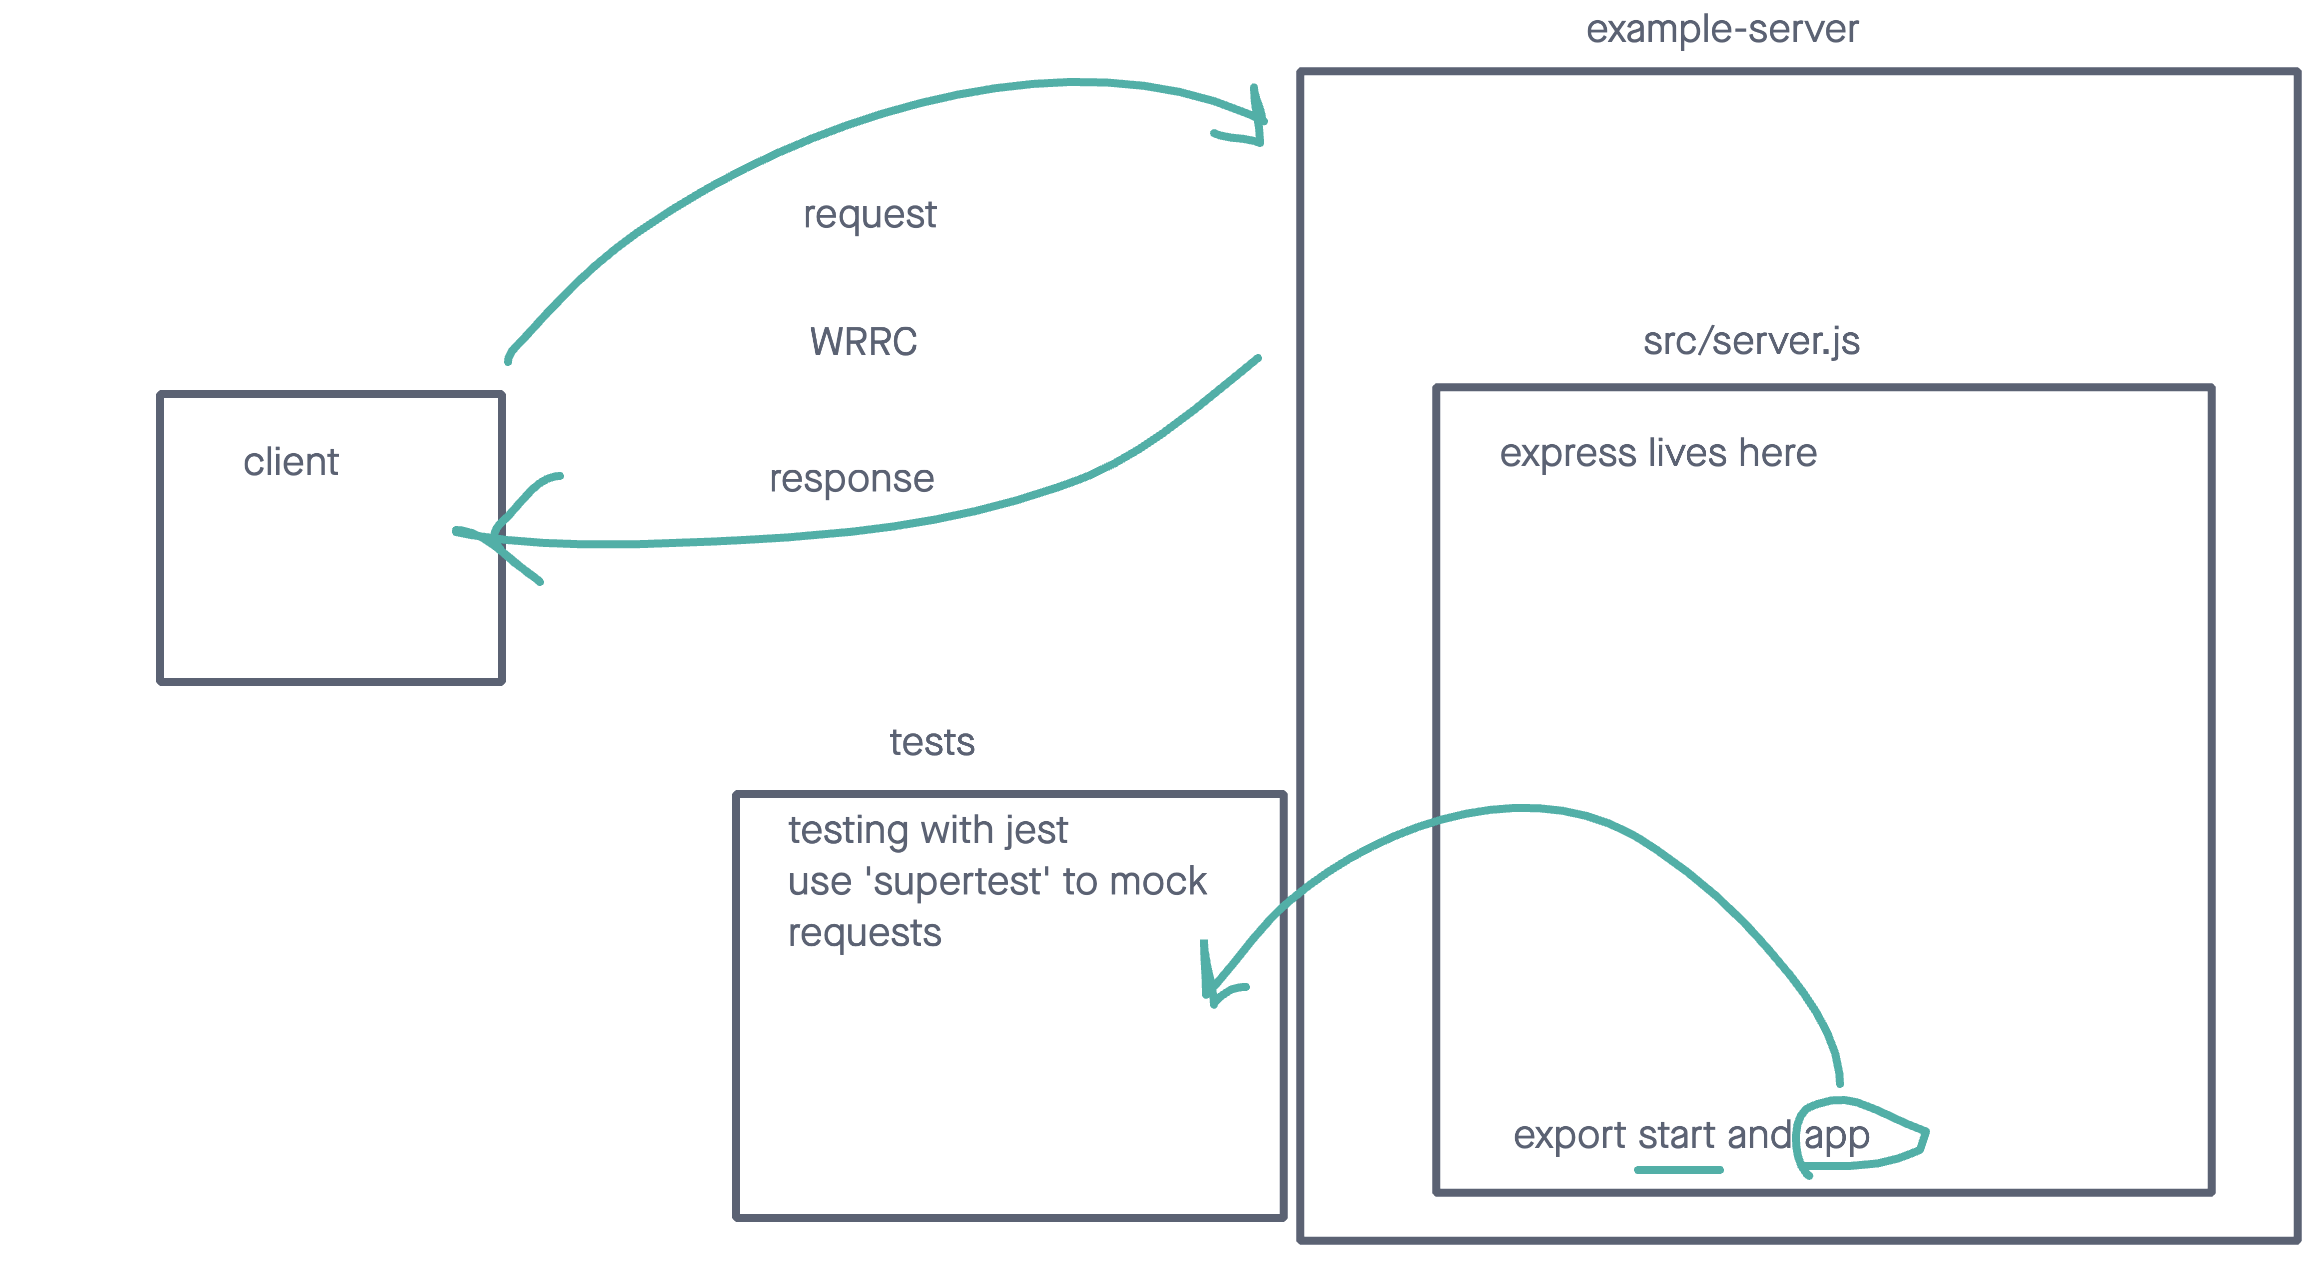 example-server
request
WRRC
response
client
src/server.js
express lives here
tests
testing with jest
use 'supertest' to mock
requests
export start and app